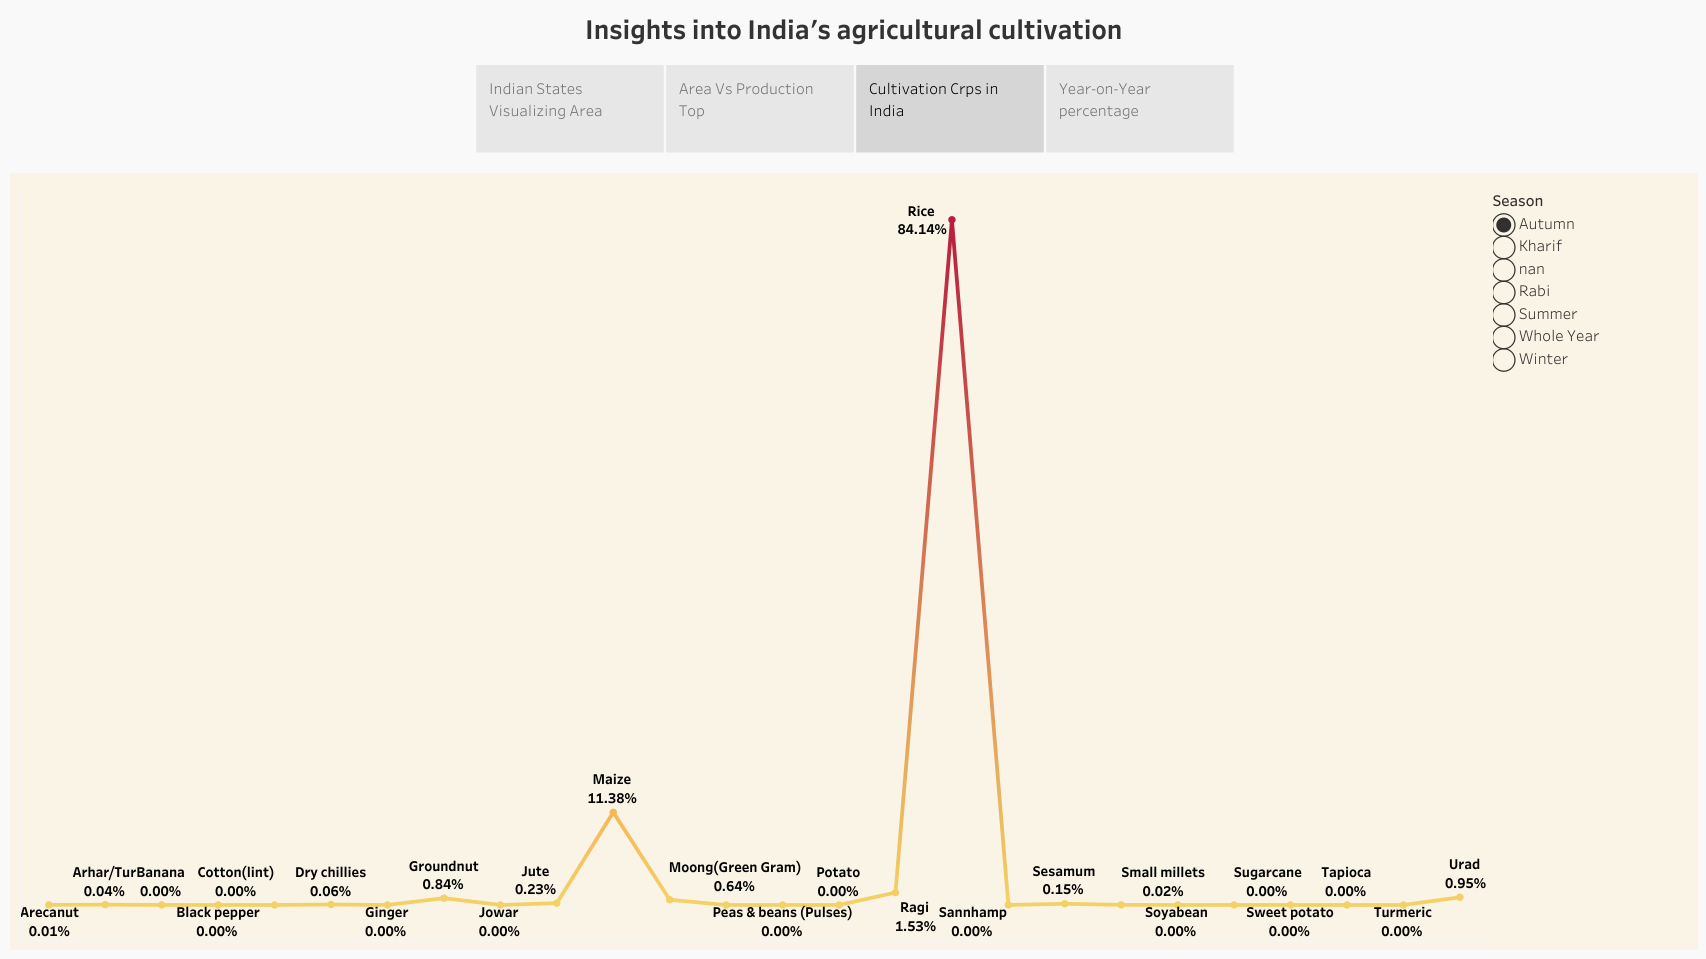 Insights into India's agricultural cultivation
Indian States
Visualizing Area
Area Vs Production
Top
Cultivation Crps in
India
Year-on-Year
percentage
Season
Autumn
Kharif
nan
Rabi
Summer
Whole Year
Winter
Rice
84.14%
Maize
11.38%
Arecanut
0.01%
Arhar/Tur
0.04%
Banana
0.00%
Black pepper
0.00%
Cotton(lint)
0.00%
Dry chillies
0.06%
Ginger
0.00%
Groundnut
0.84%
Jowar
0.00%
Jute
0.23%
Moong(Green Gram)
0.64%
Peas & beans (Pulses)
0.00%
Potato
0.00%
Ragi
1.53%
Sannhamp
0.00%
Sesamum
0.15%
Small millets
0.02%
Soyabean
0.00%
Sugarcane
0.00%
Sweet potato
0.00%
Tapioca
0.00%
Turmeric
0.00%
Urad
0.95%